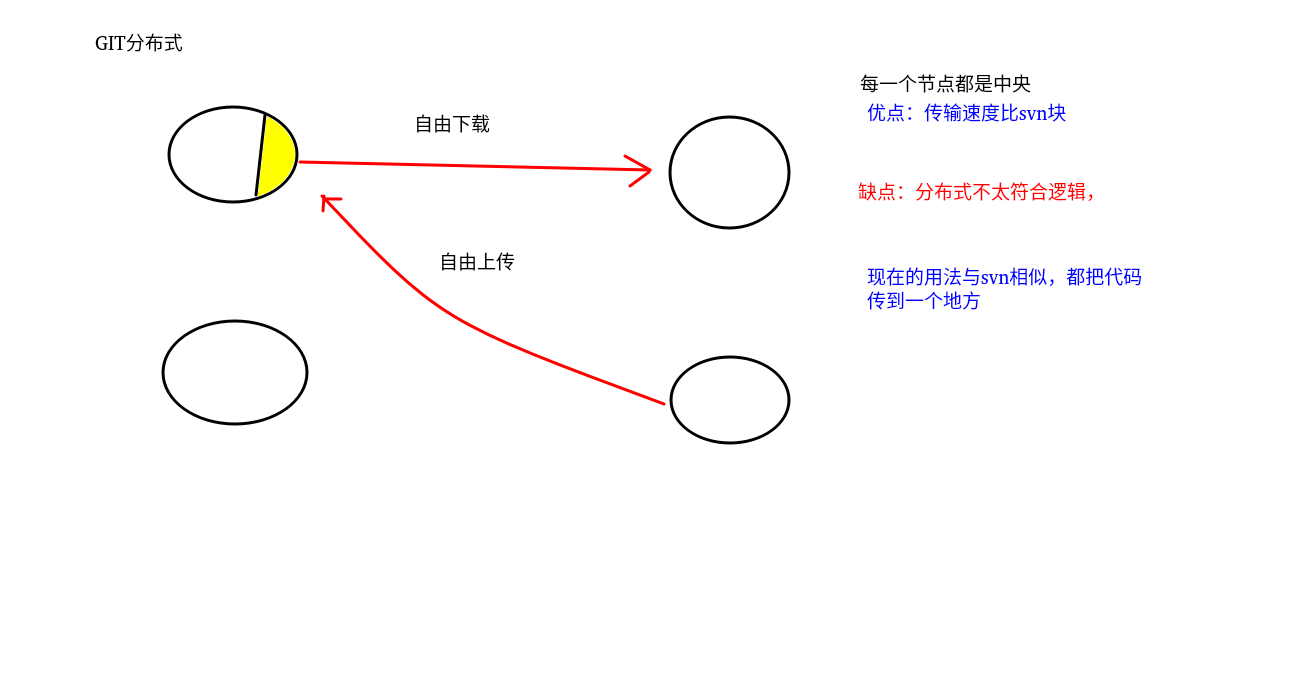 GIT分布式
每一个节点都是中央
优点：传输速度比svn块
自由下载
缺点：分布式不太符合逻辑，
自由上传
现在的用法与svn相似，都把代码
传到一个地方